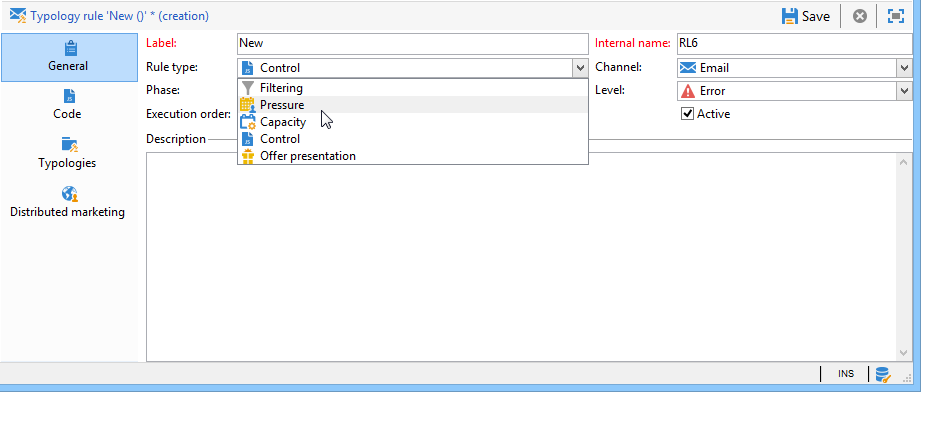 Typology rule 'New ()' * (creation)
Save
General
Code
Typologies
Distributed marketing
Label: New
Internal name: RL6
Rule type: Control
Channel: Email
Phase:
Level: Error
Execution order:
Active
Filtering
Pressure
Capacity
Control
Offer presentation
Description
INS